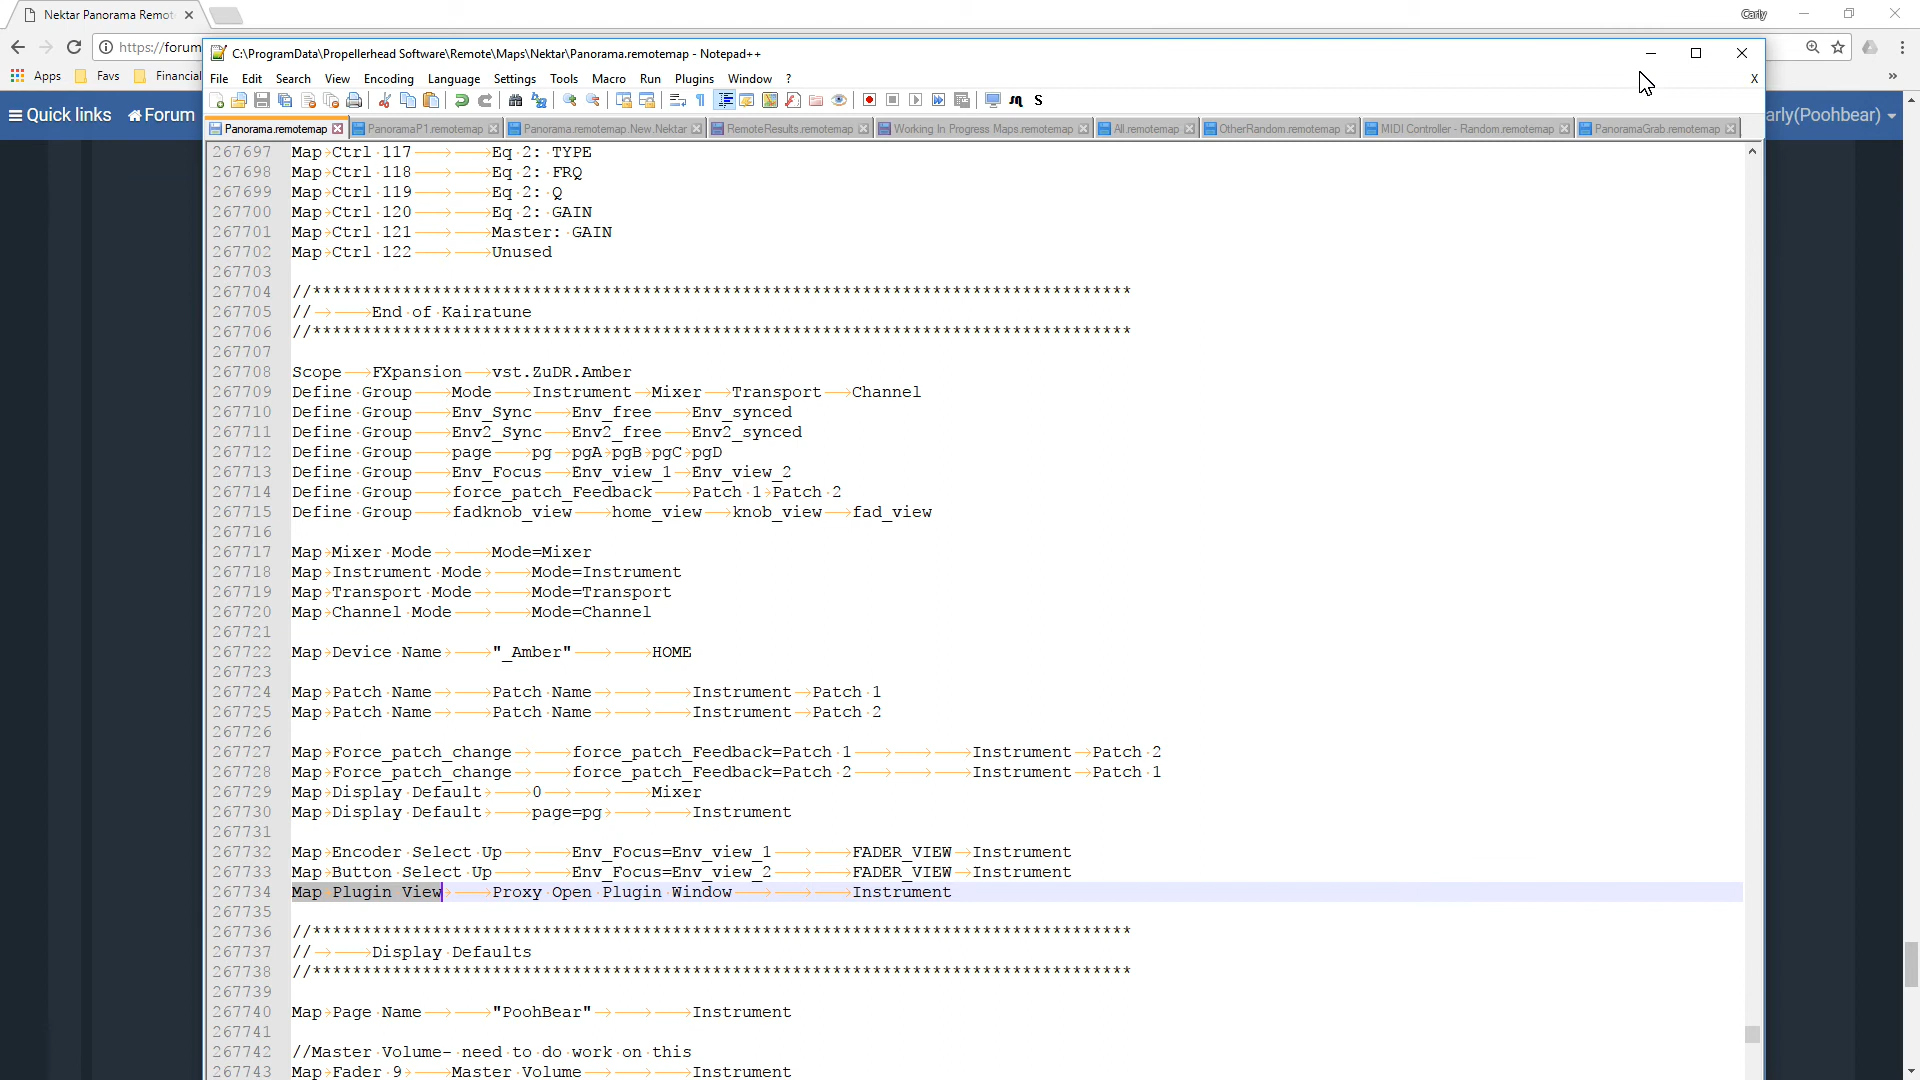 Nektar Panorama Remot
Carly
https://forum
Apps
Favs
Financial
»
Quick links
Forum
arly(Poohbear)
C:\ProgramData\Propellerhead Software\Remote\Maps\Nektar\Panorama.remotemap - Notepad++
File Edit Search View Encoding Language Settings Tools Macro Run Plugins Window ?
X
Panorama.remotemap PanoramaP1.remotemap Panorama.remotemap.New.Nektar RemoteResults.remotemap Working In Progress Maps.remotemap All.remotemap OtherRandom.remotemap MIDI Controller - Random.remotemap PanoramaGrab.remotemap
267697 Map Ctrl 117 Eq 2: TYPE
267698 Map Ctrl 118 Eq 2: FRQ
267699 Map Ctrl 119 Eq 2: Q
267700 Map Ctrl 120 Eq 2: GAIN
267701 Map Ctrl 121 Master: GAIN
267702 Map Ctrl 122 Unused
267703
267704 //**********************************************************************************
267705 // End of Kairatune
267706 //**********************************************************************************
267707
267708 Scope FXpansion vst.ZuDR.Amber
267709 Define Group Mode Instrument Mixer Transport Channel
267710 Define Group Env_Sync Env_free Env_synced
267711 Define Group Env2_Sync Env2_free Env2_synced
267712 Define Group page pg pgA pgB pgC pgD
267713 Define Group Env_Focus Env_view_1 Env_view_2
267714 Define Group force_patch_Feedback Patch 1 Patch 2
267715 Define Group fadknob_view home_view knob_view fad_view
267716
267717 Map Mixer Mode Mode=Mixer
267718 Map Instrument Mode Mode=Instrument
267719 Map Transport Mode Mode=Transport
267720 Map Channel Mode Mode=Channel
267721
267722 Map Device Name "_Amber" HOME
267723
267724 Map Patch Name Patch Name Instrument Patch 1
267725 Map Patch Name Patch Name Instrument Patch 2
267726
267727 Map Force_patch_change force_patch_Feedback=Patch 1 Instrument Patch 2
267728 Map Force_patch_change force_patch_Feedback=Patch 2 Instrument Patch 1
267729 Map Display Default 0 Mixer
267730 Map Display Default page=pg Instrument
267731
267732 Map Encoder Select Up Env_Focus=Env_view_1 FADER_VIEW Instrument
267733 Map Button Select Up Env_Focus=Env_view_2 FADER_VIEW Instrument
267734 Map Plugin View Proxy Open Plugin Window Instrument
267735
267736 //**********************************************************************************
267737 // Display Defaults
267738 //**********************************************************************************
267739
267740 Map Page Name "PoohBear" Instrument
267741
267742 //Master Volume- need to do work on this
267743 Map Fader 9 Master Volume Instrument